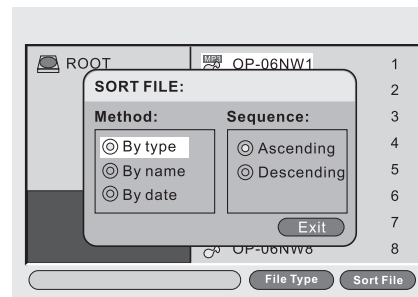 ROOT
MP3 OP-06NW1 1
2
SORT FILE:
Method: Sequence: 3
By type Ascending 4
By name Descending 5
By date 6
Exit 7
OP-06NW8 8
File Type Sort File